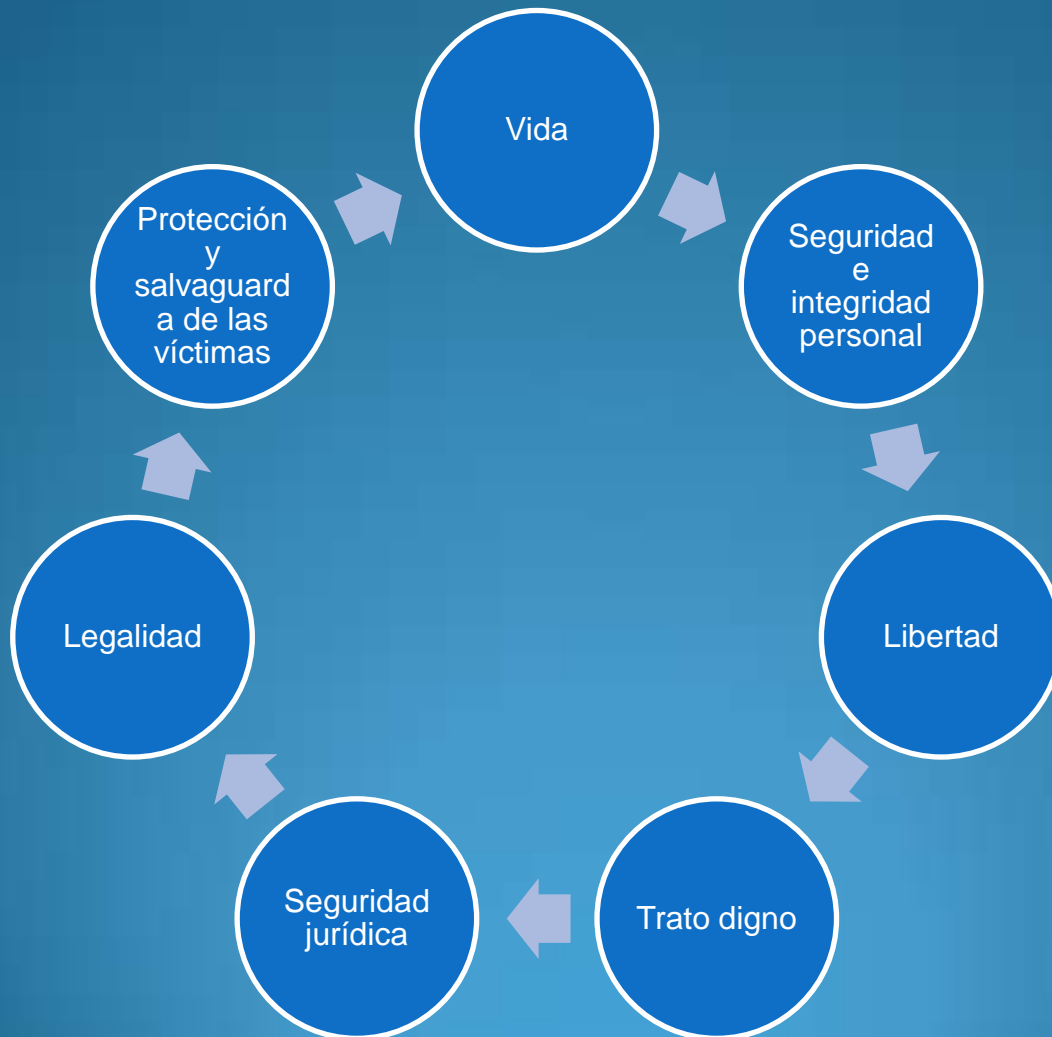 Vida
Seguridad
e
integridad
personal
Libertad
Trato digno
Seguridad
jurídica
Legalidad
Protección
y
salvaguard
a de las
víctimas